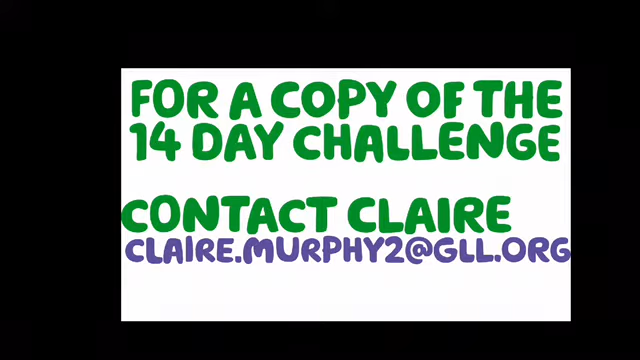 FOR A COPY OF THE
14 DAY CHALLENGE
CONTACT CLAIRE
CLAIRE.MURPHY2@GLL.ORG